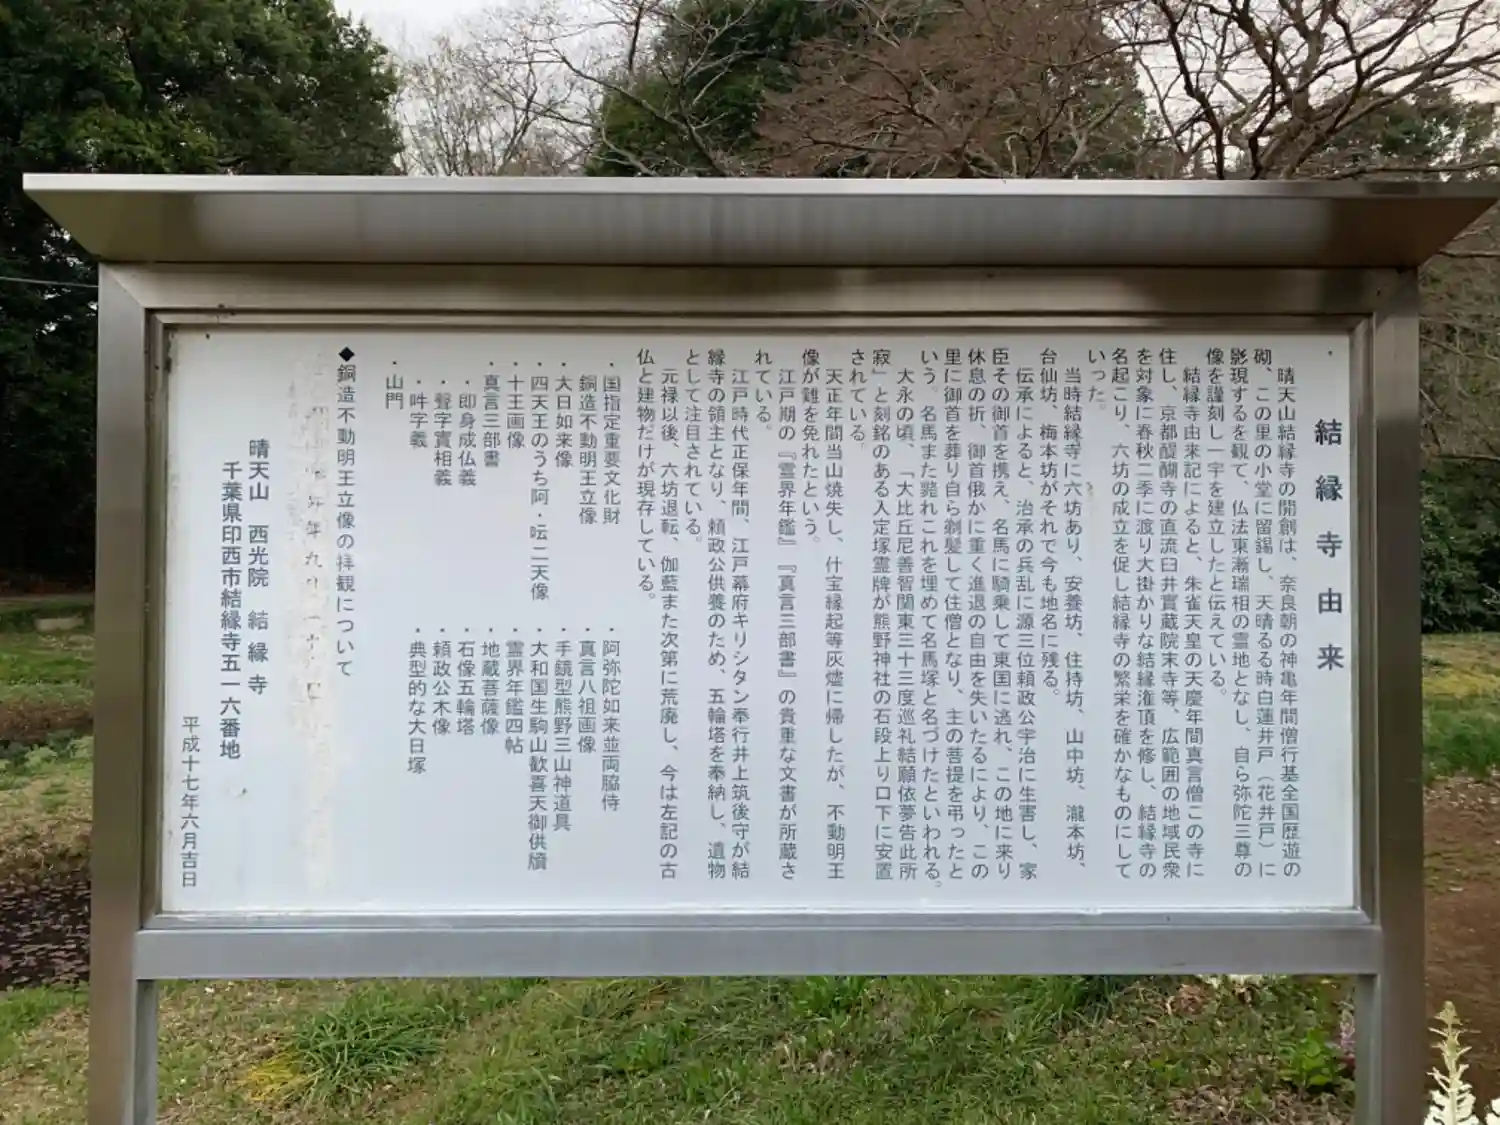 結縁寺由来
晴天山結縁寺の開創は、奈良朝の神亀年間僧行基全国歴遊の
砌、この里の小堂に留錫し、天晴るる時白蓮井戸（花井戸）に
影現するを観て、仏法東漸瑞相の霊地となし、自ら弥陀三尊の
像を謹刻し一宇を建立したと伝えている。
結縁寺由来記によると、朱雀天皇の天慶年間真言僧この寺に
住し、京都醍醐寺の直流臼井實蔵院末寺等、広範囲の地域民衆
を対象に春秋二季に渡り大掛かりな結縁潅頂を修し、結縁寺の
名起こり、六坊の成立を促し結縁寺の繁栄を確かなものにして
いった。
当時結縁寺に六坊あり、安養坊、住持坊、山中坊、瀧本坊、
台仙坊、梅本坊がそれで今も地名に残る。
伝承によると、治承の兵乱に源三位頼政公宇治に生害し、家
臣その御首を携え、名馬に騎乗して東国に逃れ、この地に来り
休息の折、御首俄かに重く進退の自由を失いたるにより、この
里に御首を葬り自ら剃髪して住僧となり、主の菩提を弔ったと
いう。名馬また斃れこれを埋めて名馬塚と名づけたといわれる。
大永の頃、「大比丘尼善智関東三十三度巡礼結願依夢告此所
寂」と刻銘のある入定塚霊牌が熊野神社の石段上り口下に安置
されている。
天正年間当山焼失し、什宝縁起等灰燼に帰したが、不動明王
像が難を免れたという。
江戸期の『霊界年鑑』『真言三部書』の貴重な文書が所蔵さ
れている。
江戸時代正保年間、江戸幕府キリシタン奉行井上筑後守が結
縁寺の領主となり、頼政公供養のため、五輪塔を奉納し、遺物
として注目されている。
元禄以後、六坊退転、伽藍また次第に荒廃し、今は左記の古
仏と建物だけが現存している。
・国指定重要文化財
銅造不動明王立像
・大日如来像
・四天王のうち阿・吽二天像
・十王画像
・真言三部書
・即身成仏義
・聲字實相義
・吽字義
・山門
・阿弥陀如来並両脇侍
・真言八祖画像
・手鏡型熊野三山神道具
・大和国生駒山歓喜天御供牘
・霊界年鑑四帖
・地蔵菩薩像
・石像五輪塔
・頼政公木像
・典型的な大日塚
◆銅造不動明王立像の拝観について
晴天山 西光院 結縁寺
千葉県印西市結縁寺五一六番地
平成十七年六月吉日